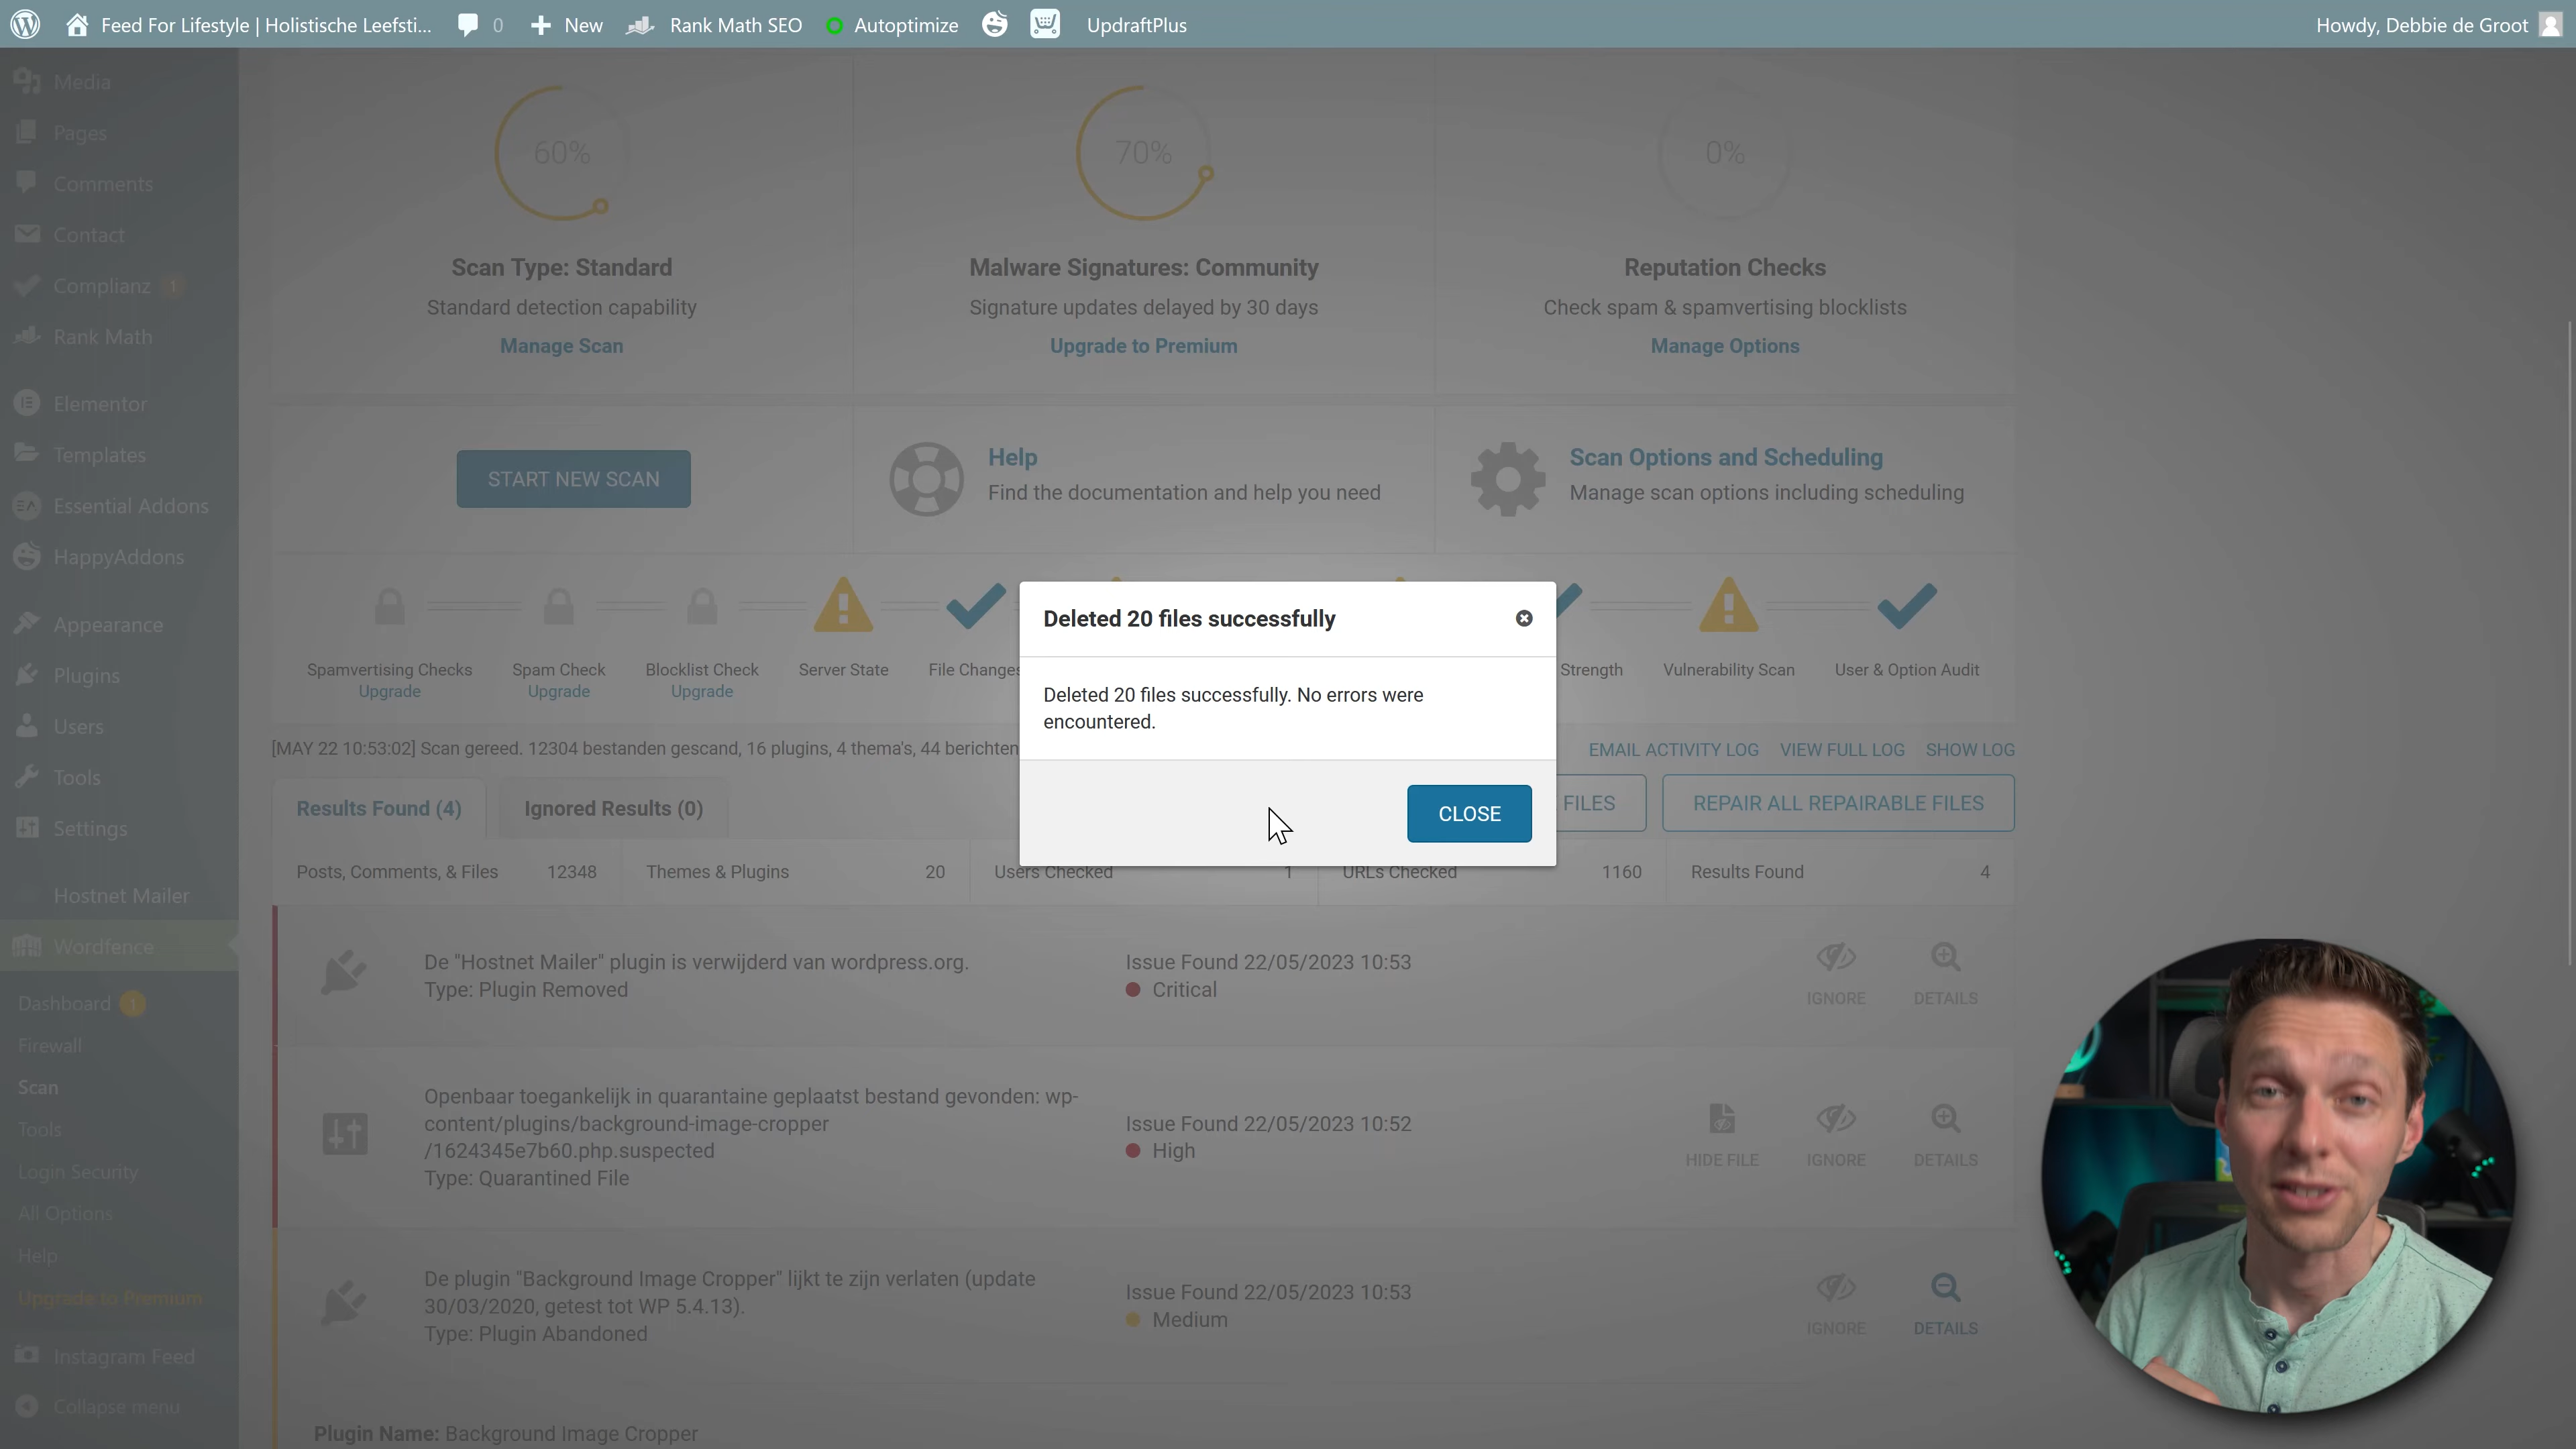 Feed For Lifestyle | Holistische Leefsti... 0 New Rank Math SEO Autoptimize UpdraftPlus Howdy, Debbie de Groot
Media
Pages
Comments
Contact
Complianz 1
Rank Math
Elementor
Templates
Essential Addons
HappyAddons
Appearance
Plugins
Users
Tools
Settings
Hostnet Mailer
Wordfence
Dashboard 1
Firewall
Scan
Tools
Login Security
All Options
Help
Upgrade to Premium
Instagram Feed
Collapse menu
60%
Scan Type: Standard
Standard detection capability
Manage Scan
70%
Malware Signatures: Community
Signature updates delayed by 30 days
Upgrade to Premium
0%
Reputation Checks
Check spam & spamvertising blocklists
Manage Options
START NEW SCAN
Help
Find the documentation and help you need
Scan Options and Scheduling
Manage scan options including scheduling
Spamvertising Checks
Upgrade
Spam Check
Upgrade
Blocklist Check
Upgrade
Server State
File Changes
Strength
Vulnerability Scan
User & Option Audit
Deleted 20 files successfully
Deleted 20 files successfully. No errors were
encountered.
CLOSE
[MAY 22 10:53:02] Scan gereed. 12304 bestanden gescand, 16 plugins, 4 thema's, 44 berichten
EMAIL ACTIVITY LOG VIEW FULL LOG SHOW LOG
Results Found (4) Ignored Results (0)
FILES REPAIR ALL REPAIRABLE FILES
Posts, Comments, & Files 12348 Themes & Plugins 20 Users Checked 1 URLs Checked 1160 Results Found 4
De "Hostnet Mailer" plugin is verwijderd van wordpress.org.
Type: Plugin Removed
Issue Found 22/05/2023 10:53
Critical
IGNORE DETAILS
Openbaar toegankelijk in quarantaine geplaatst bestand gevonden: wp-
content/plugins/background-image-cropper
/1624345e7b60.php.suspected
Type: Quarantined File
Issue Found 22/05/2023 10:52
High
HIDE FILE IGNORE DETAILS
De plugin "Background Image Cropper" lijkt te zijn verlaten (update
30/03/2020, getest tot WP 5.4.13).
Type: Plugin Abandoned
Issue Found 22/05/2023 10:53
Medium
IGNORE DETAILS
Plugin Name: Background Image Cropper